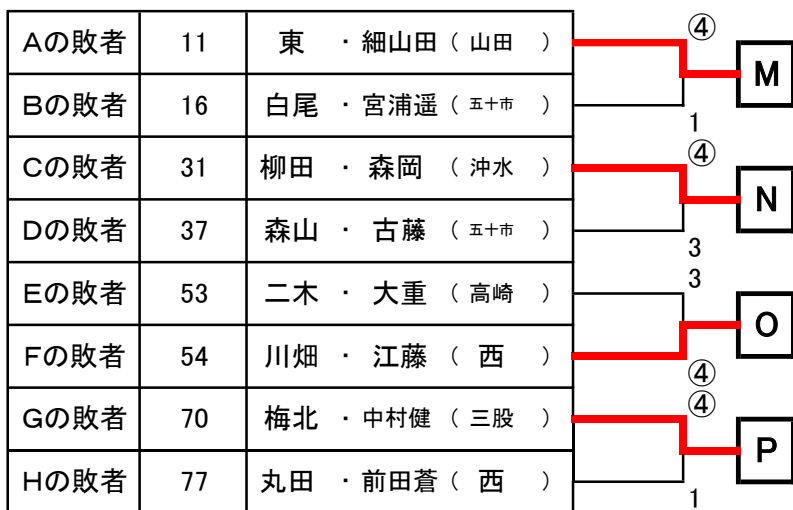 Aの敗者 11 東 ・細山田（ 山田 ） ④
M
Bの敗者 16 白尾 ・宮浦遥（ 五十市 ） 1
Cの敗者 31 柳田 ・ 森岡 （ 沖水 ） ④
N
Dの敗者 37 森山 ・ 古藤 （ 五十市 ） 3
Eの敗者 53 二木 ・ 大重 （ 高崎 ） 3
O
Fの敗者 54 川畑 ・ 江藤 （ 西 ） ④
Gの敗者 70 梅北 ・中村健 （ 三股 ） ④
P
Hの敗者 77 丸田 ・前田蒼（ 西 ） 1